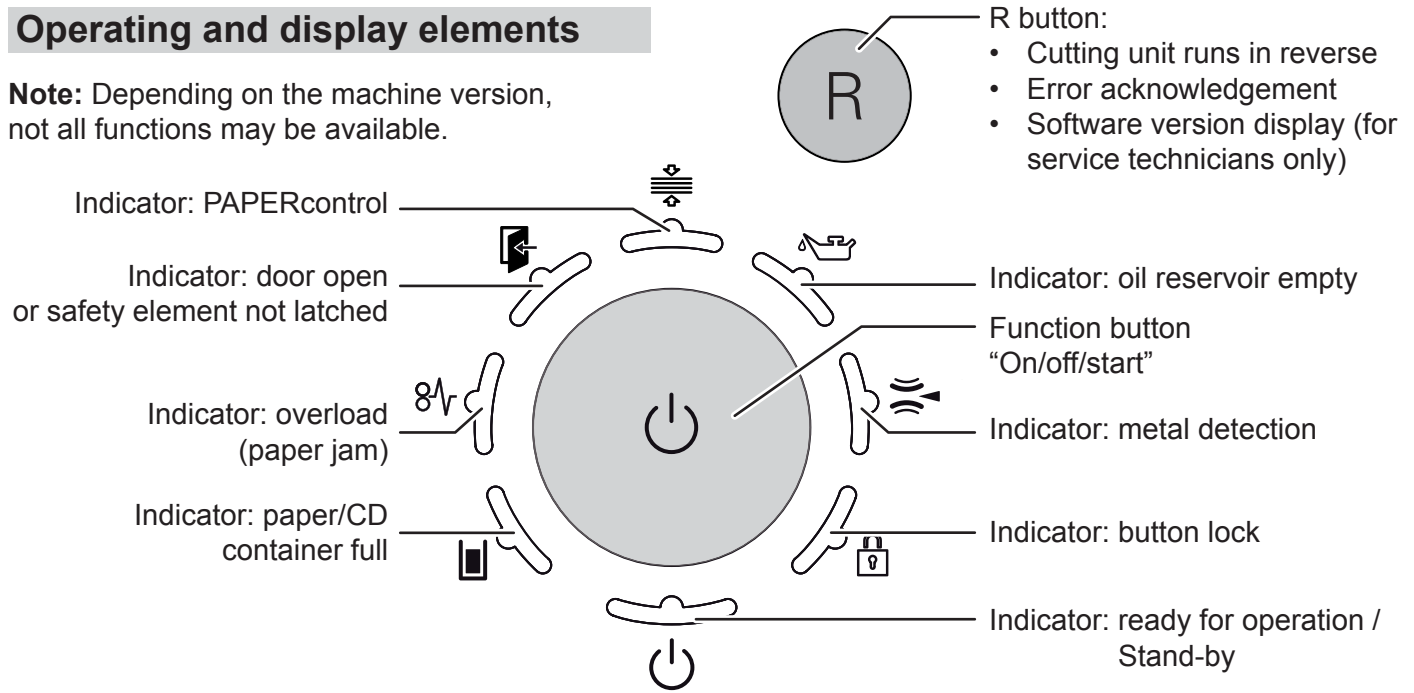 Operating and display elements
Note: Depending on the machine version,
not all functions may be available.
R
R button:
• Cutting unit runs in reverse
• Error acknowledgement
• Software version display (for
service technicians only)
Indicator: PAPERcontrol
Indicator: door open
or safety element not latched
Indicator: overload
(paper jam)
Indicator: paper/CD
container full
Indicator: oil reservoir empty
Function button
“On/off/start”
Indicator: metal detection
Indicator: button lock
Indicator: ready for operation /
Stand-by